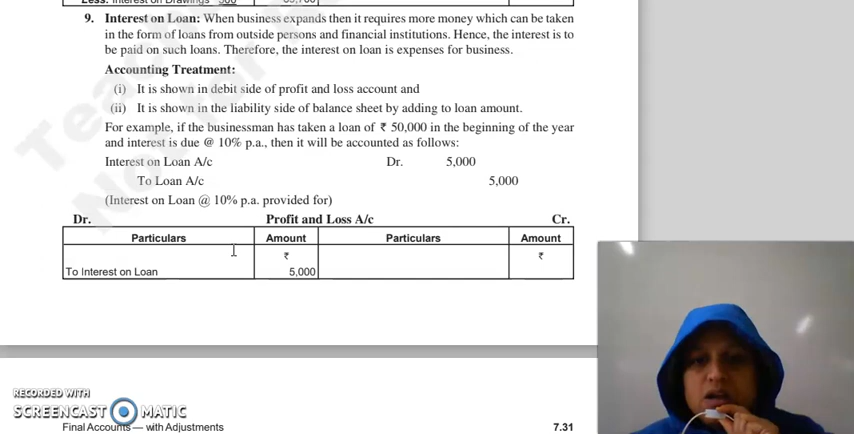 Less: Interest on Drawings 300
9. Interest on Loan: When business expands then it requires more money which can be taken
in the form of loans from outside persons and financial institutions. Hence, the interest is to
be paid on such loans. Therefore, the interest on loan is expenses for business.
Accounting Treatment:
(i) It is shown in debit side of profit and loss account and
(ii) It is shown in the liability side of balance sheet by adding to loan amount.
For example, if the businessman has taken a loan of ₹ 50,000 in the beginning of the year
and interest is due @ 10% p.a., then it will be accounted as follows:
Interest on Loan A/c Dr. 5,000
To Loan A/c 5,000
(Interest on Loan @ 10% p.a. provided for)
Dr. Profit and Loss A/c Cr.
Particulars Amount Particulars Amount
₹ ₹
To Interest on Loan 5,000
RECORDED WITH
SCREENCAST MATIC
Final Accounts — with Adjustments 7.31